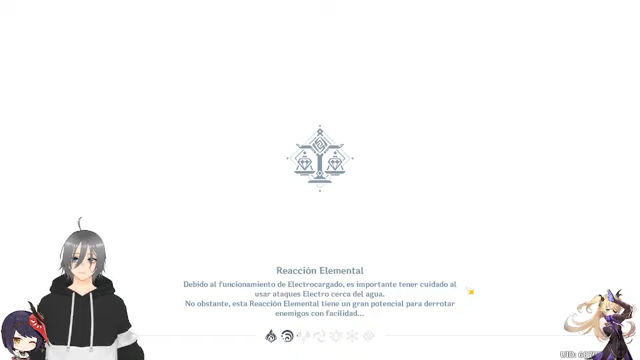 Reacción Elemental
Debido al funcionamiento de Electrocargado, es importante tener cuidado al
usar ataques Electro cerca del agua.
No obstante, esta Reacción Elemental tiene un gran potencial para derrotar
enemigos con facilidad...
UID: